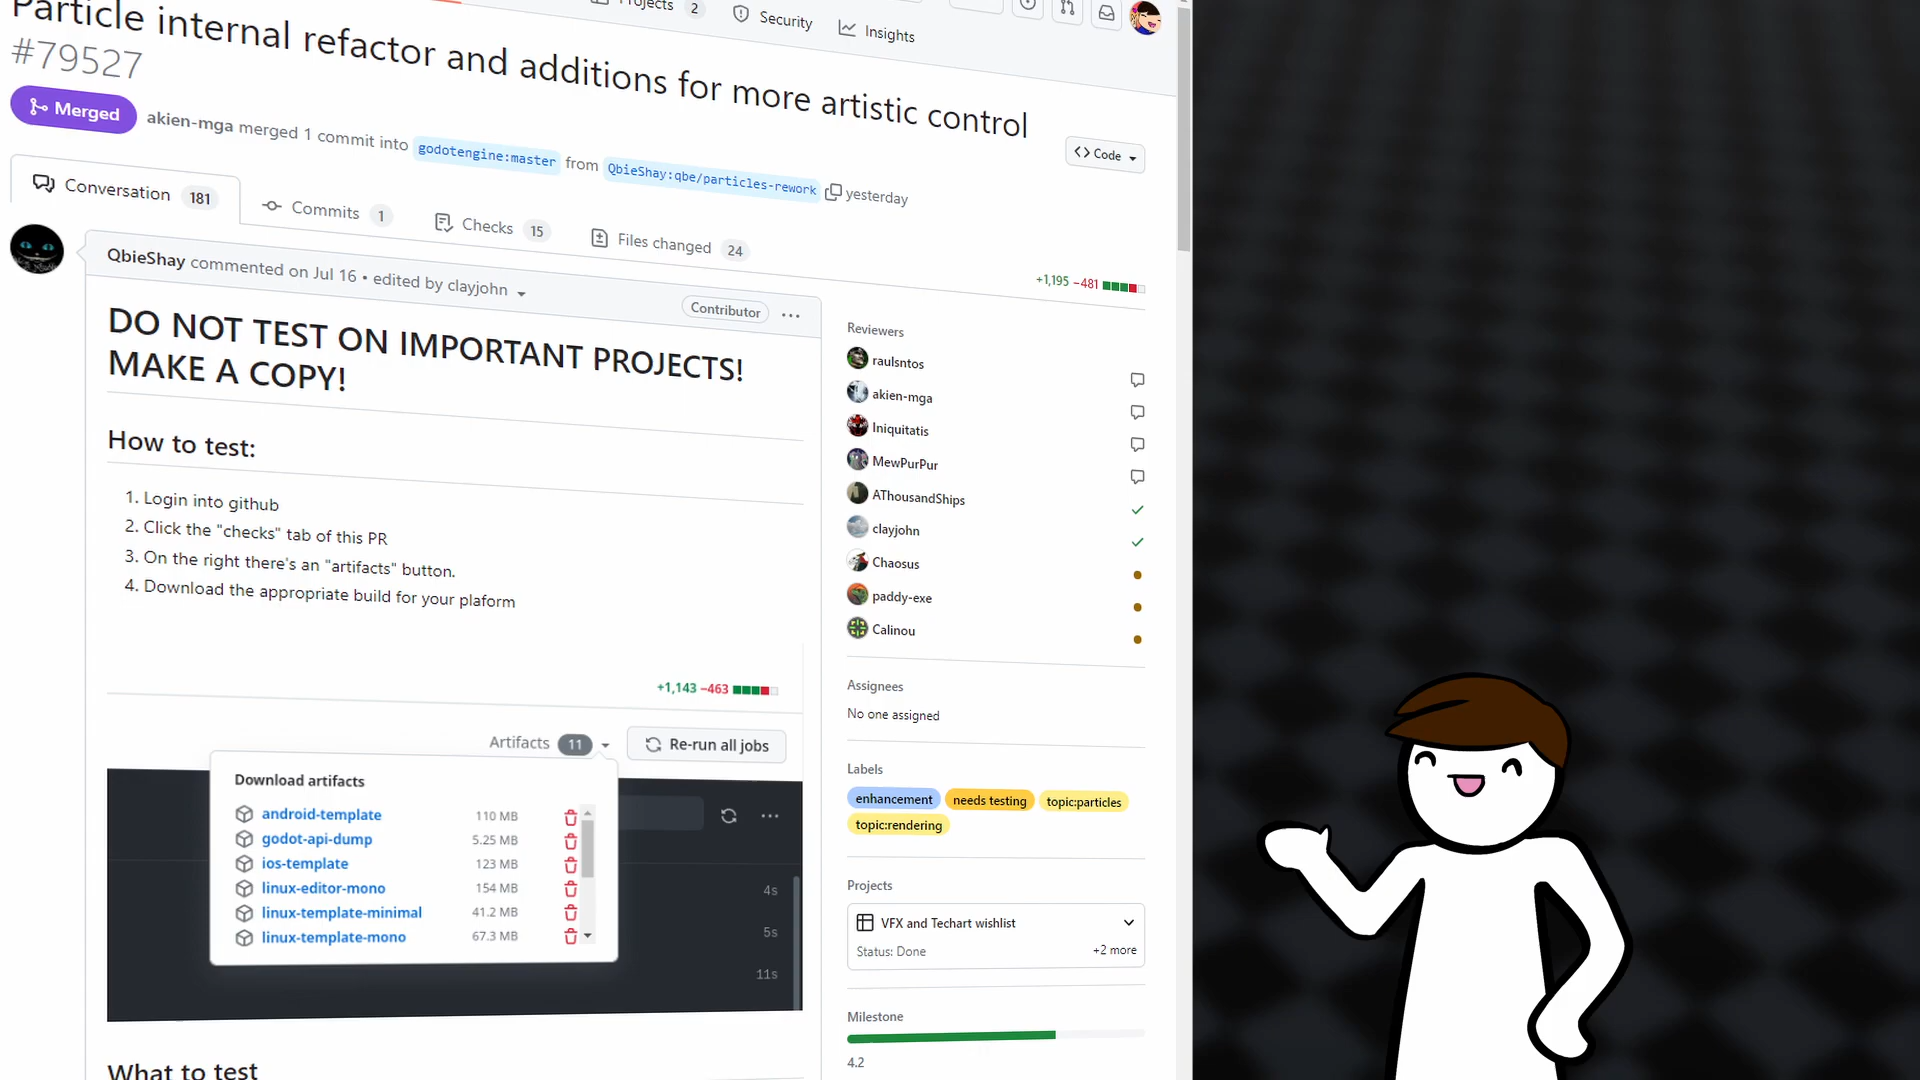 Projects 2
Security
Insights
Particle internal refactor and additions for more artistic control
#79527
Code
Merged
akien-mga merged 1 commit into godotengine:master from QbieShay:qbe/particles-rework yesterday
Conversation 181
Commits 1
Checks 15
Files changed 24
+1,195 −481
QbieShay commented on Jul 16 • edited by clayjohn
Contributor
DO NOT TEST ON IMPORTANT PROJECTS!
MAKE A COPY!
How to test:
1. Login into github
2. Click the "checks" tab of this PR
3. On the right there's an "artifacts" button.
4. Download the appropriate build for your plaform
+1,143 −463
Artifacts 11
Re-run all jobs
Download artifacts
android-template 110 MB
godot-api-dump 5.25 MB
ios-template 123 MB
linux-editor-mono 154 MB
linux-template-minimal 41.2 MB
linux-template-mono 67.3 MB
4s
5s
11s
What to test
Reviewers
raulsntos
akien-mga
Iniquitatis
MewPurPur
AThousandShips
clayjohn
Chaosus
paddy-exe
Calinou
Assignees
No one assigned
Labels
enhancement needs testing topic:particles
topic:rendering
Projects
VFX and Techart wishlist
Status: Done +2 more
Milestone
4.2